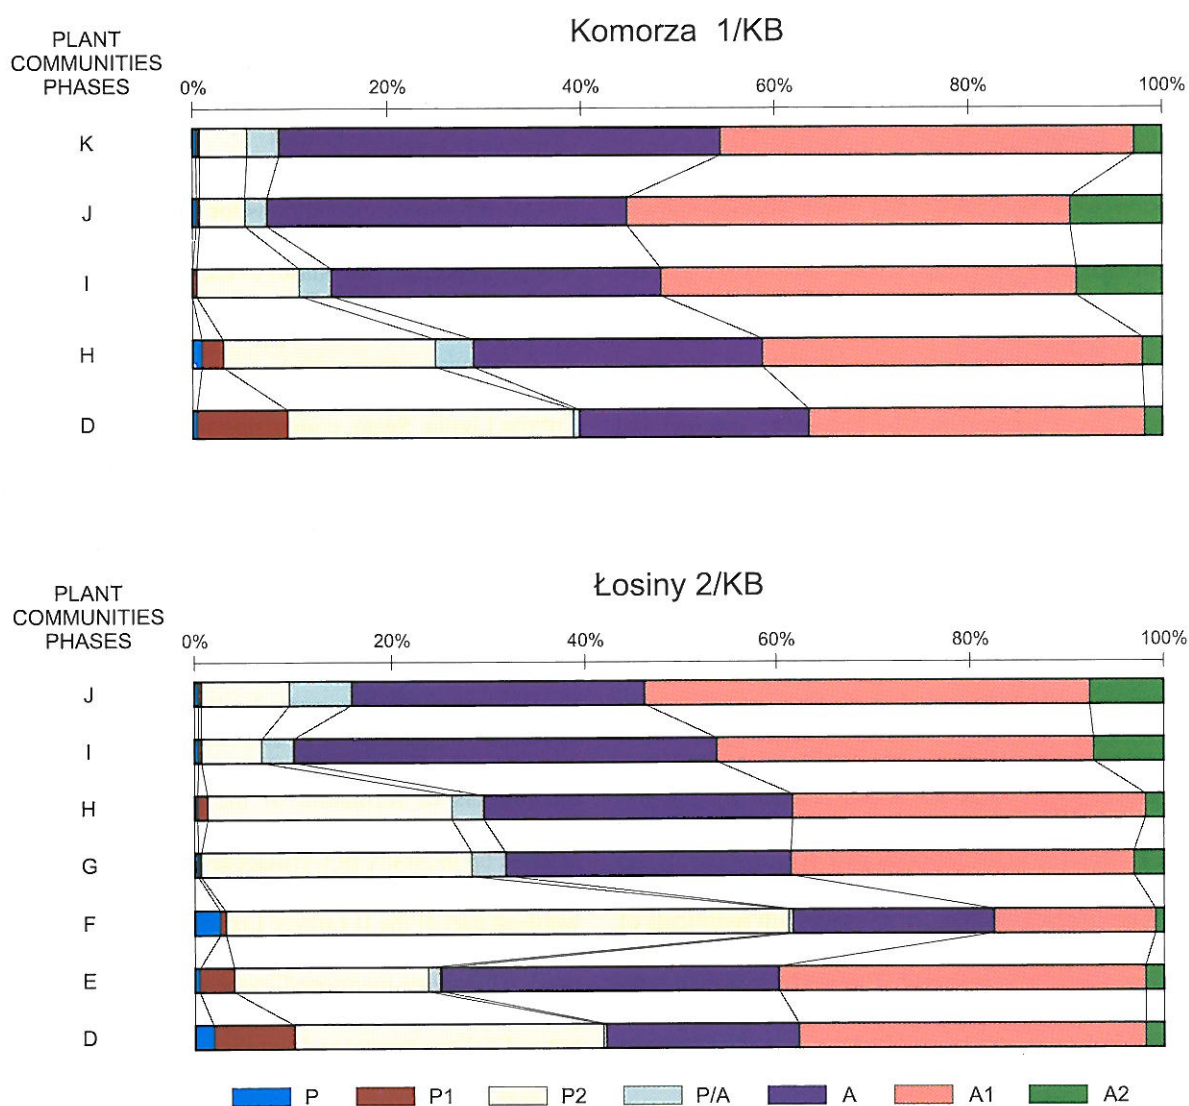 Komorza 1/KB
PLANT
COMMUNITIES
PHASES
0% 20% 40% 60% 80% 100%
K
J
I
H
D
Łosiny 2/KB
PLANT
COMMUNITIES
PHASES
0% 20% 40% 60% 80% 100%
J
I
H
G
F
E
D
P P1 P2 P/A A A1 A2